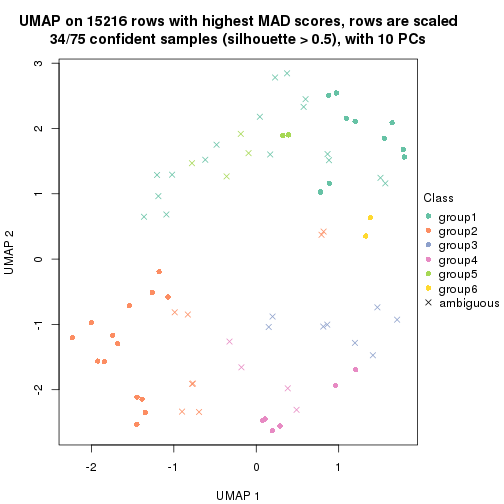 UMAP on 15216 rows with highest MAD scores, rows are scaled
34/75 confident samples (silhouette > 0.5), with 10 PCs
3
2
1
0
-1
-2
UMAP 2
-2
-1
0
1
UMAP 1
Class
group1
group2
group3
group4
group5
group6
ambiguous